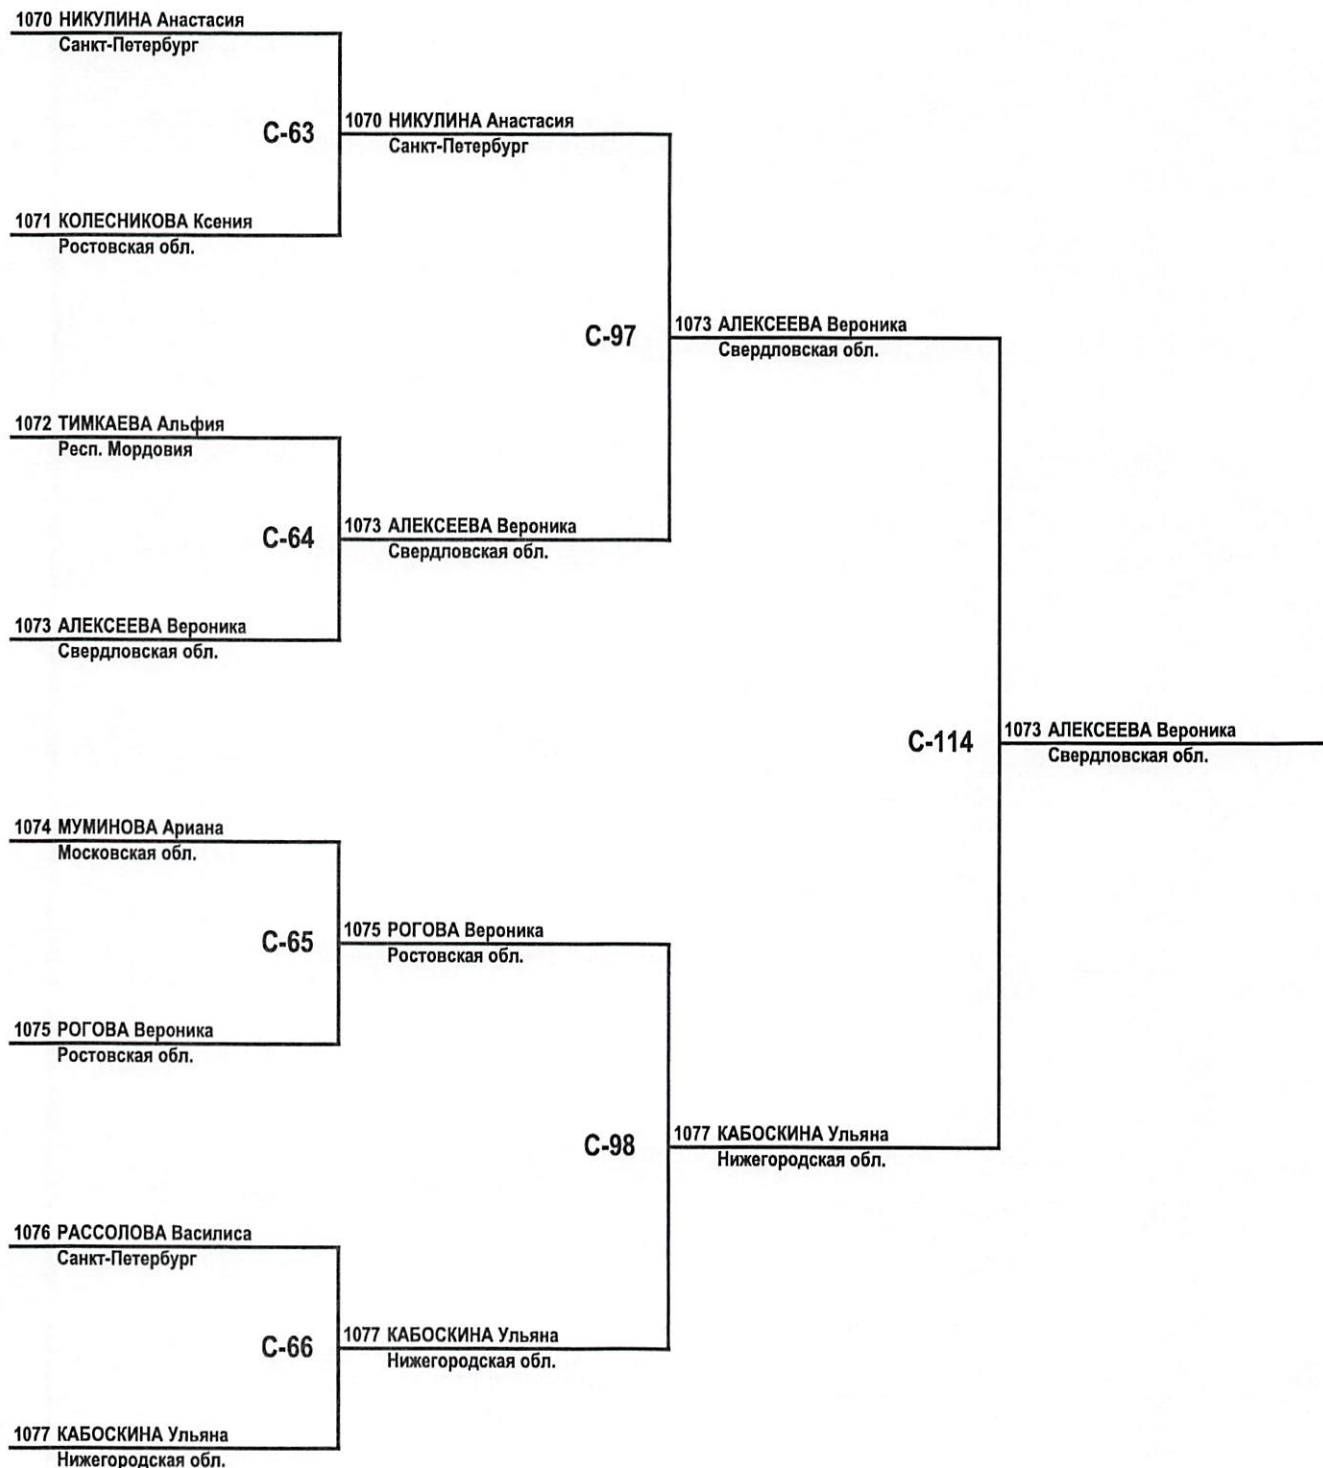 1070 НИКУЛИНА Анастасия
Санкт-Петербург
С-63
1070 НИКУЛИНА Анастасия
Санкт-Петербург
1071 КОЛЕСНИКОВА Ксения
Ростовская обл.
С-97
1073 АЛЕКСЕЕВА Вероника
Свердловская обл.
1072 ТИМКАЕВА Альфия
Респ. Мордовия
С-64
1073 АЛЕКСЕЕВА Вероника
Свердловская обл.
1073 АЛЕКСЕЕВА Вероника
Свердловская обл.
С-114
1073 АЛЕКСЕЕВА Вероника
Свердловская обл.
1074 МУМИНОВА Ариана
Московская обл.
С-65
1075 РОГОВА Вероника
Ростовская обл.
1075 РОГОВА Вероника
Ростовская обл.
С-98
1077 КАБОСКИНА Ульяна
Нижегородская обл.
1076 РАССОЛОВА Василиса
Санкт-Петербург
С-66
1077 КАБОСКИНА Ульяна
Нижегородская обл.
1077 КАБОСКИНА Ульяна
Нижегородская обл.